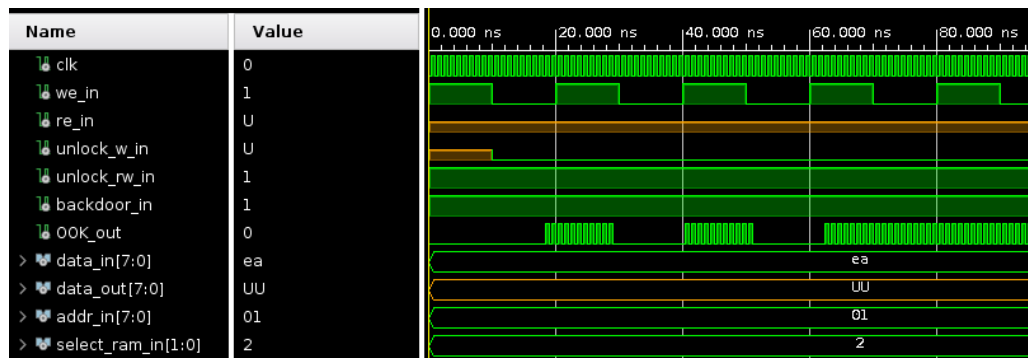 Name Value 0.000 ns 20.000 ns 40.000 ns 60.000 ns 80.000 ns
clk 0
we_in 1
re_in U
unlock_w_in U
unlock_rw_in 1
backdoor_in 1
OOK_out 0
> data_in[7:0] ea ea
> data_out[7:0] UU UU
> addr_in[7:0] 01 01
> select_ram_in[1:0] 2 2